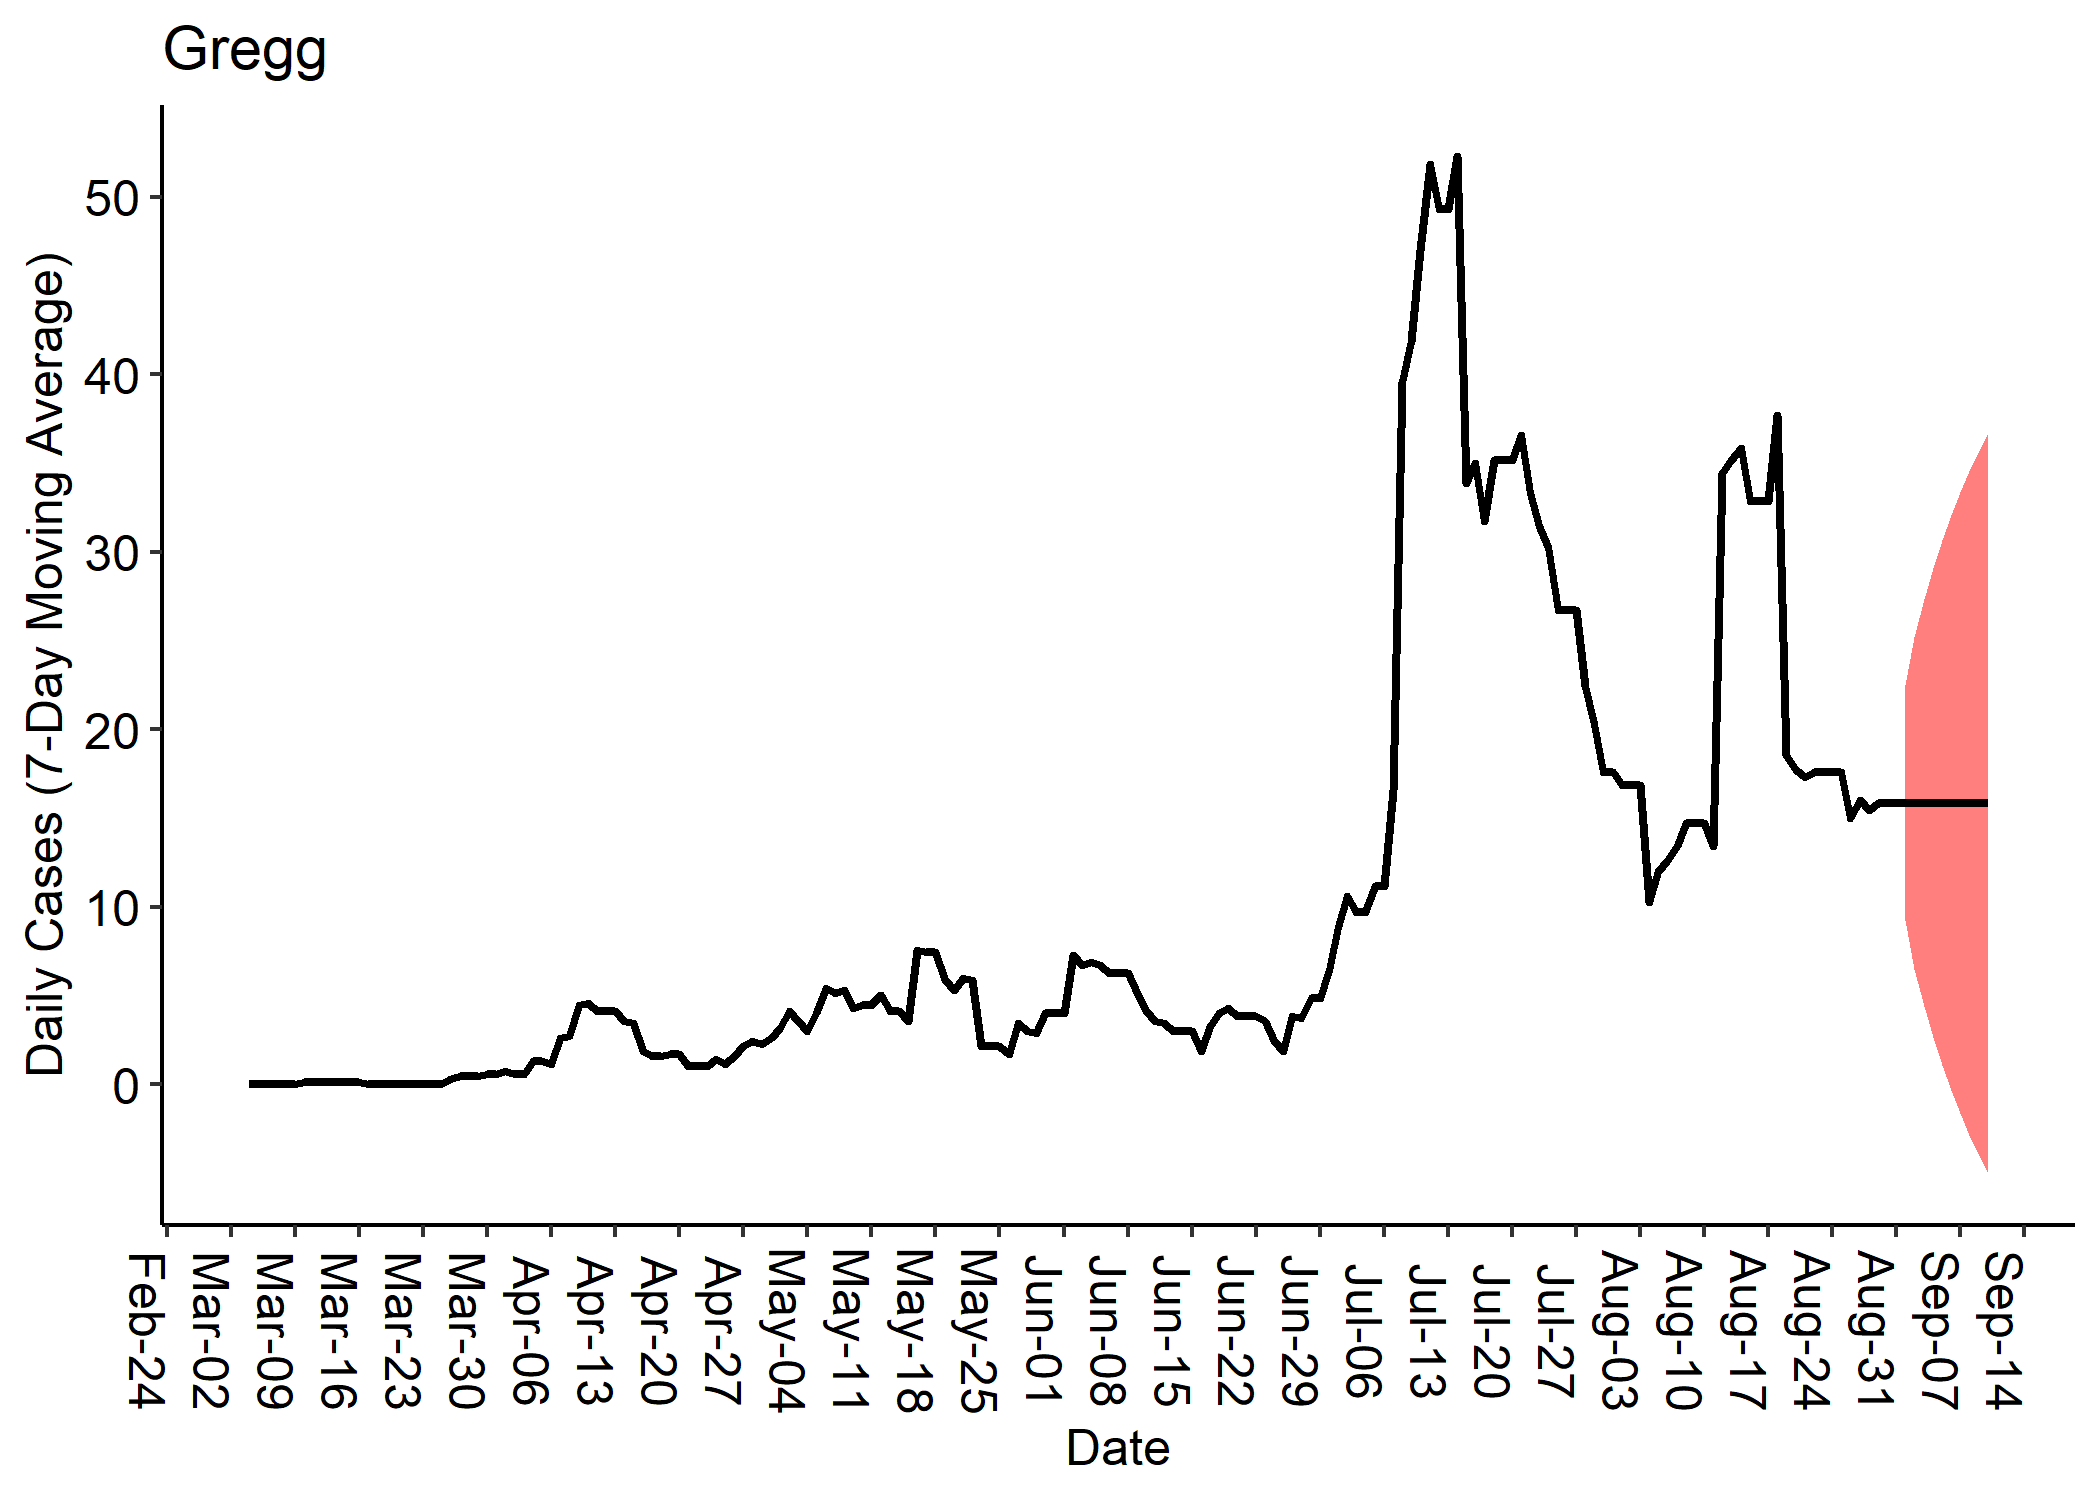 Gregg
Daily Cases (7-Day Moving Average)
50
40
30
20
10
0
Feb-24
Mar-02
Mar-09
Mar-16
Mar-23
Mar-30
Apr-06
Apr-13
Apr-20
Apr-27
May-04
May-11
May-18
May-25
Jun-01
Jun-08
Jun-15
Jun-22
Jun-29
Jul-06
Jul-13
Jul-20
Jul-27
Aug-03
Aug-10
Aug-17
Aug-24
Aug-31
Sep-07
Sep-14
Date